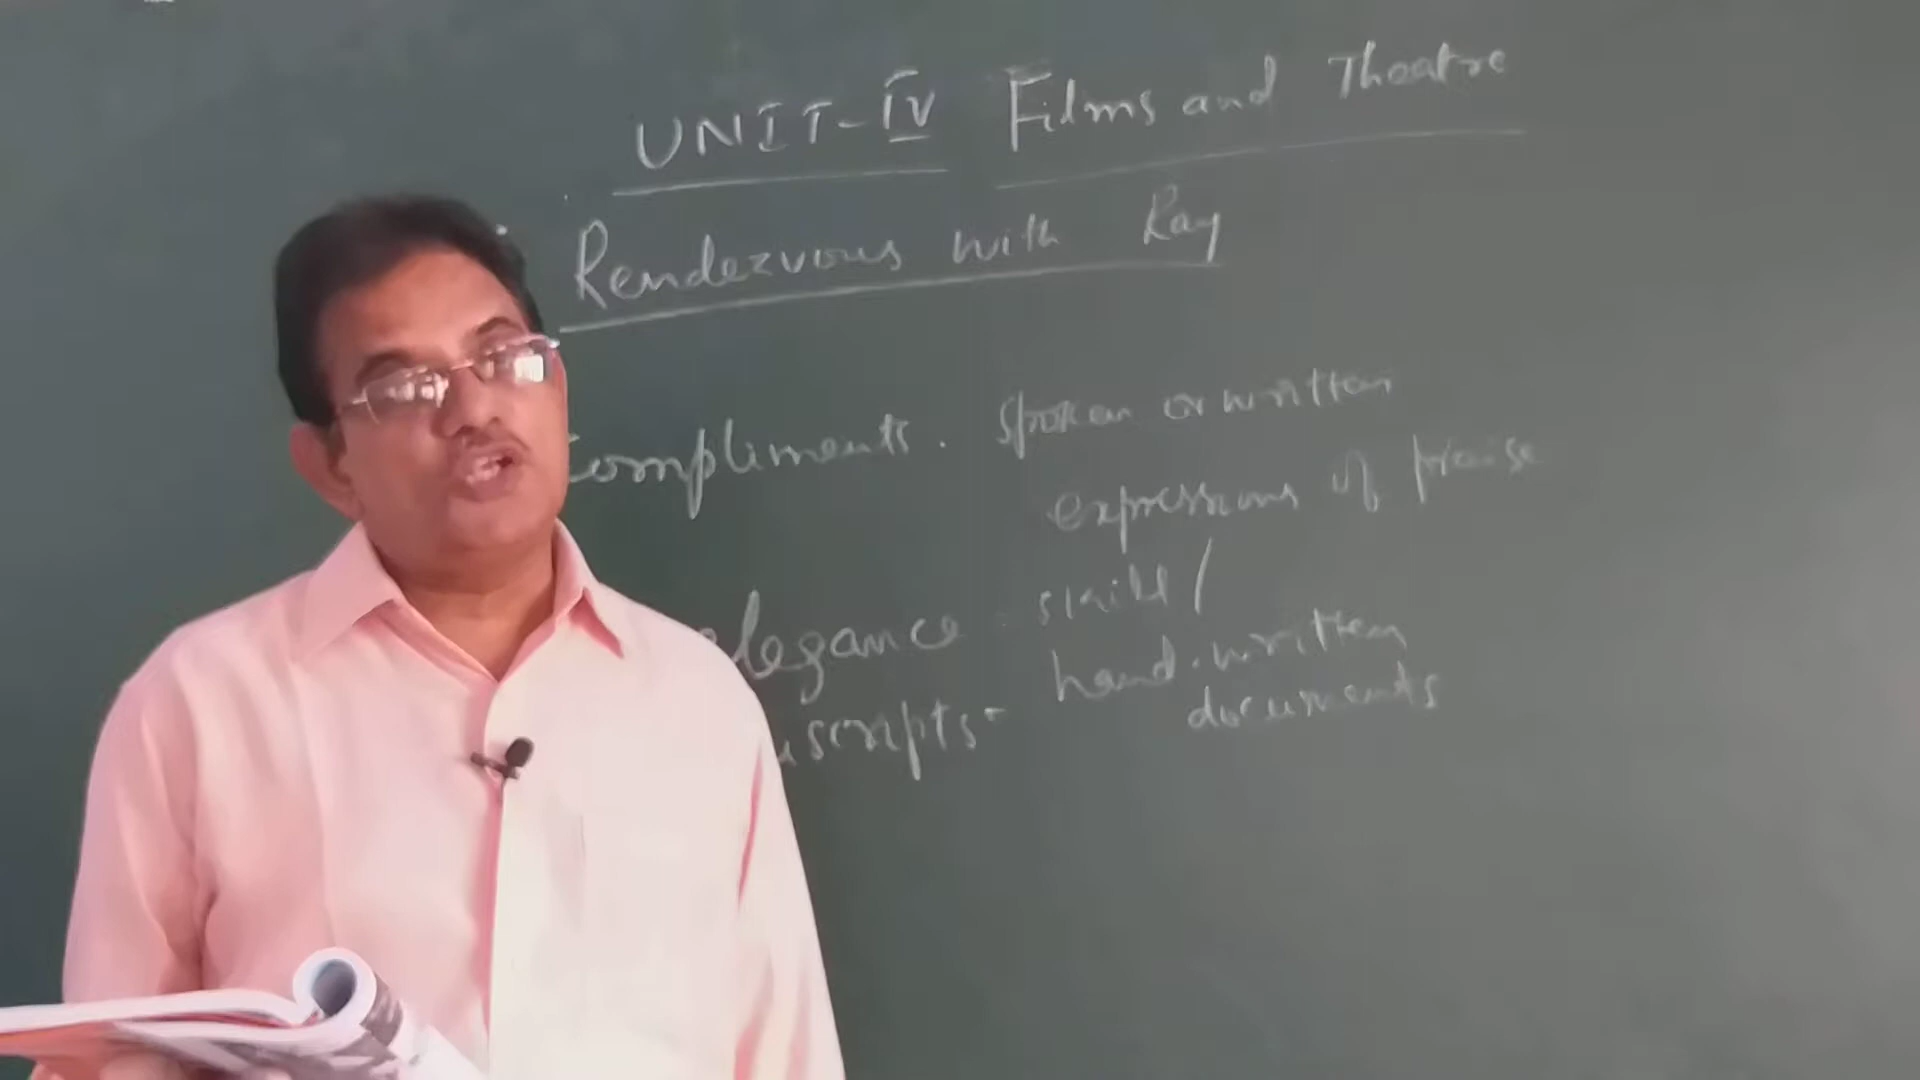 UNIT-IV Films and Theatre
Rendezvous with Ray
compliments. spoken or written
expressions of praise
elegance - skill/
uscripts- hand-written
documents